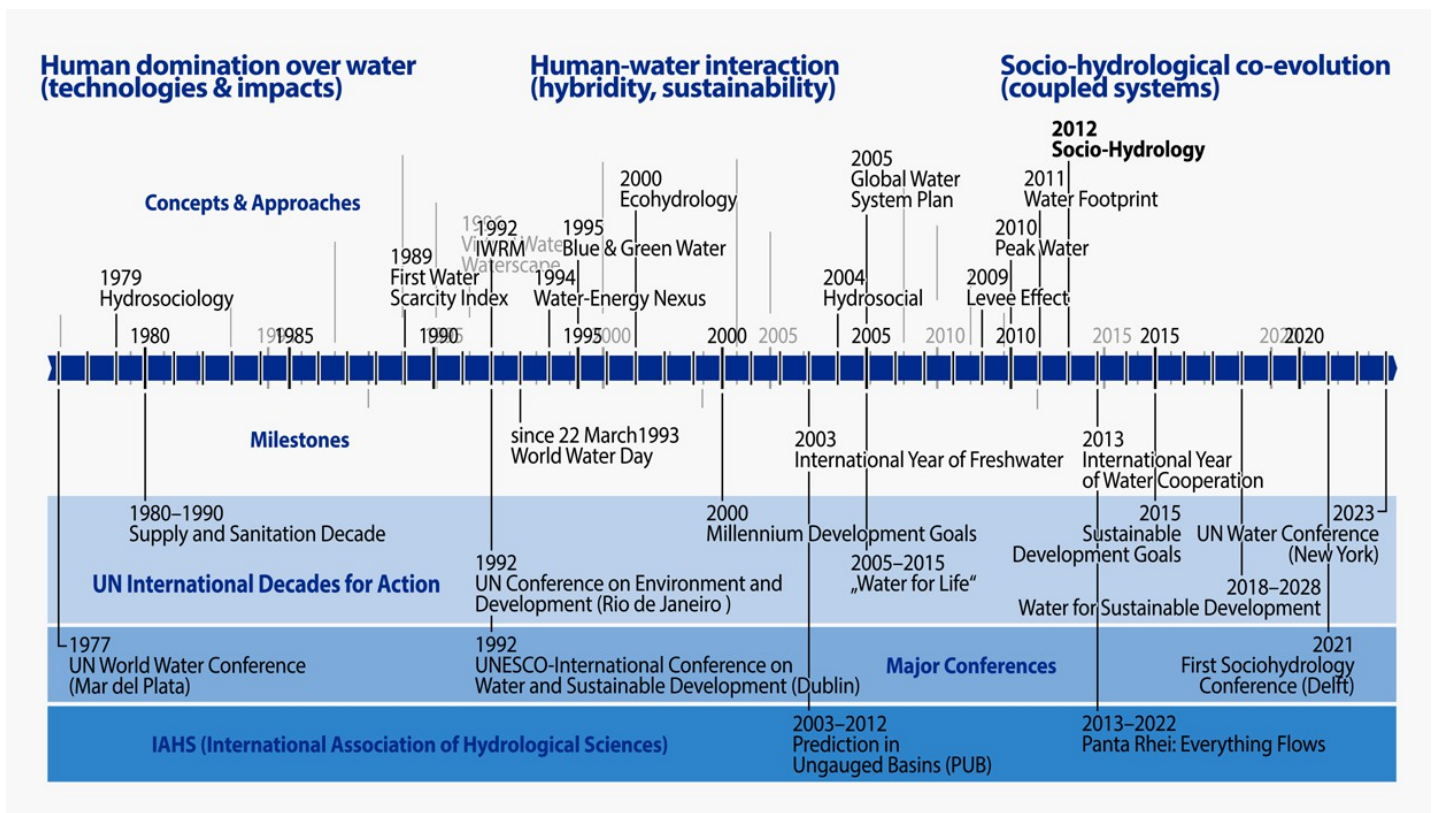 Human domination over water
(technologies & impacts)
Human-water interaction
(hybridity, sustainability)
Socio-hydrological co-evolution
(coupled systems)
Concepts & Approaches
1979
Hydrosociology
1989
First Water
Scarcity Index
1992
IWRM
1994
Water-Energy Nexus
1995
Blue & Green Water
2000
Ecohydrology
2004
Hydrosocial
2005
Global Water
System Plan
2009
Levee Effect
2010
Peak Water
2011
Water Footprint
2012
Socio-Hydrology
Waterscape
1980
1985
1990
1995
2000
2005
2010
2015
2020
2000
2005
2010
2015
Milestones
since 22 March1993
World Water Day
2003
International Year of Freshwater
2013
International Year
of Water Cooperation
1980–1990
Supply and Sanitation Decade
2000
Millennium Development Goals
2015
Sustainable
Development Goals
2023
UN Water Conference
(New York)
UN International Decades for Action
1992
UN Conference on Environment and
Development (Rio de Janeiro )
2005–2015
„Water for Life“
2018–2028
Water for Sustainable Development
1977
UN World Water Conference
(Mar del Plata)
1992
UNESCO-International Conference on
Water and Sustainable Development (Dublin)
Major Conferences
2021
First Sociohydrology
Conference (Delft)
IAHS (International Association of Hydrological Sciences)
2003–2012
Prediction in
Ungauged Basins (PUB)
2013–2022
Panta Rhei: Everything Flows